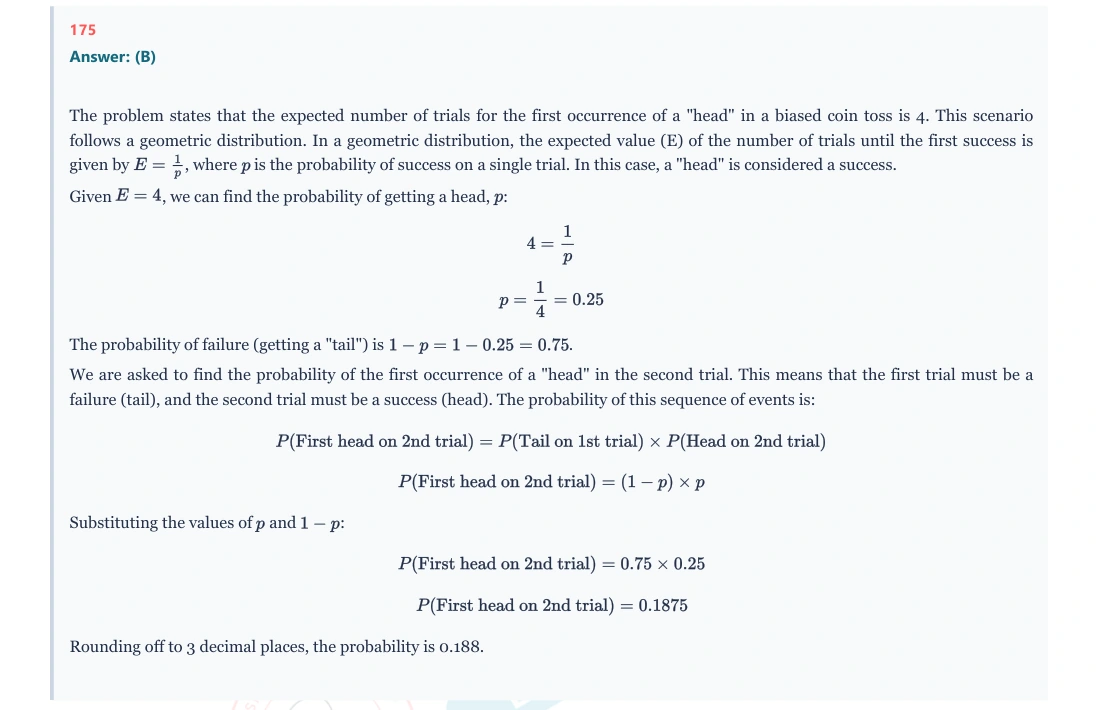 175
Answer: (B)
The problem states that the expected number of trials for the first occurrence of a "head" in a biased coin toss is 4. This scenario
follows a geometric distribution. In a geometric distribution, the expected value (E) of the number of trials until the first success is
given by E = 1/p, where p is the probability of success on a single trial. In this case, a "head" is considered a success.
Given E = 4, we can find the probability of getting a head, p:
4 = 1/p
p = 1/4 = 0.25
The probability of failure (getting a "tail") is 1 − p = 1 − 0.25 = 0.75.
We are asked to find the probability of the first occurrence of a "head" in the second trial. This means that the first trial must be a
failure (tail), and the second trial must be a success (head). The probability of this sequence of events is:
P(First head on 2nd trial) = P(Tail on 1st trial) × P(Head on 2nd trial)
P(First head on 2nd trial) = (1 − p) × p
Substituting the values of p and 1 − p:
P(First head on 2nd trial) = 0.75 × 0.25
P(First head on 2nd trial) = 0.1875
Rounding off to 3 decimal places, the probability is 0.188.